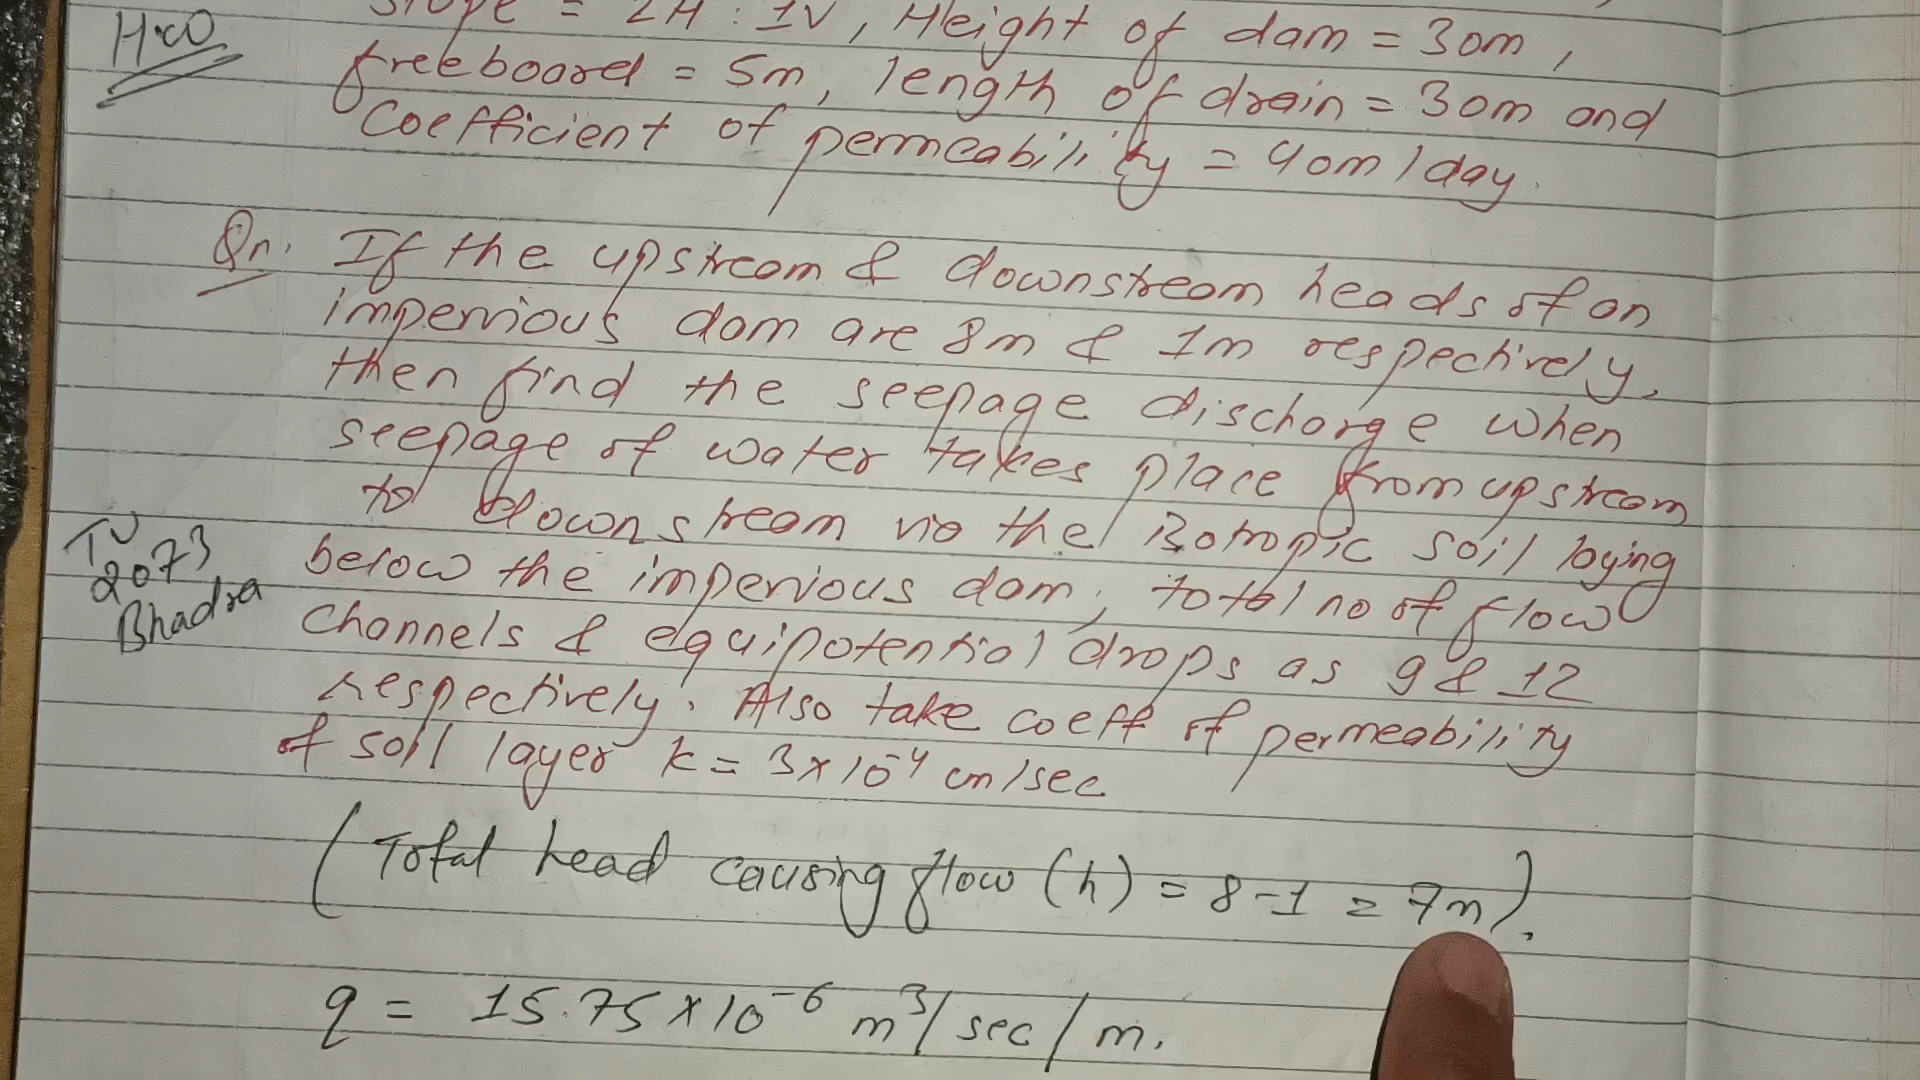 slope = 2H : 1V, Height of dam = 30m,
H.W
freeboard = 5m, length of drain = 30m and
coefficient of permeability = 40m/day.
Qn. If the upstream & downstream heads of an
impervious dam are 8m & 1m respectively,
then find the seepage discharge when
seepage of water takes place from upstream
to downstream via the isotropic soil laying
TU 2073 Bhadra
below the impervious dam, total no of flow
channels & equipotential drops as 9 & 12
respectively. Also take coeff of permeability
of soil layer k = 3×10⁻⁴ cm/sec
(Total head causing flow (h) = 8-1 = 7m).
q = 15.75 × 10⁻⁶ m³/sec/m.